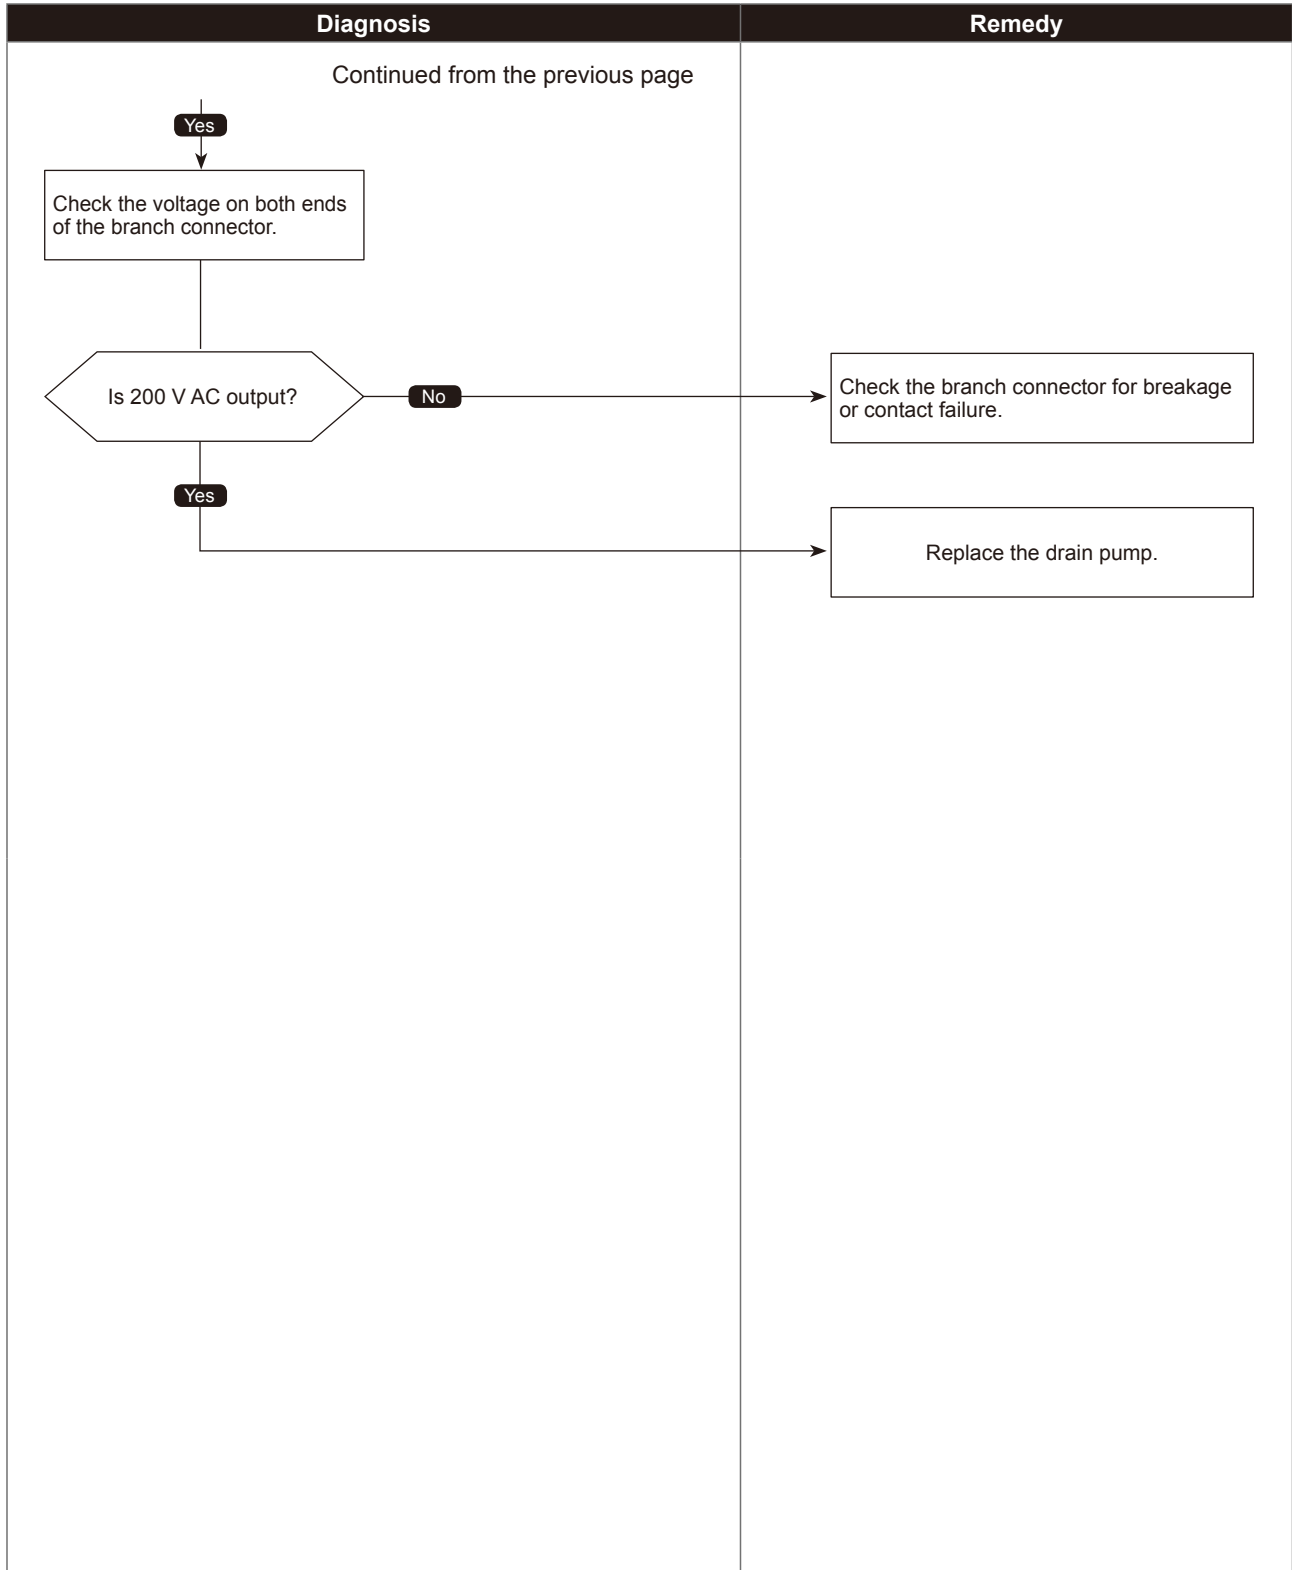 Diagnosis
Remedy
Continued from the previous page
Yes
Check the voltage on both ends
of the branch connector.
Is 200 V AC output?
No
Check the branch connector for breakage
or contact failure.
Yes
Replace the drain pump.